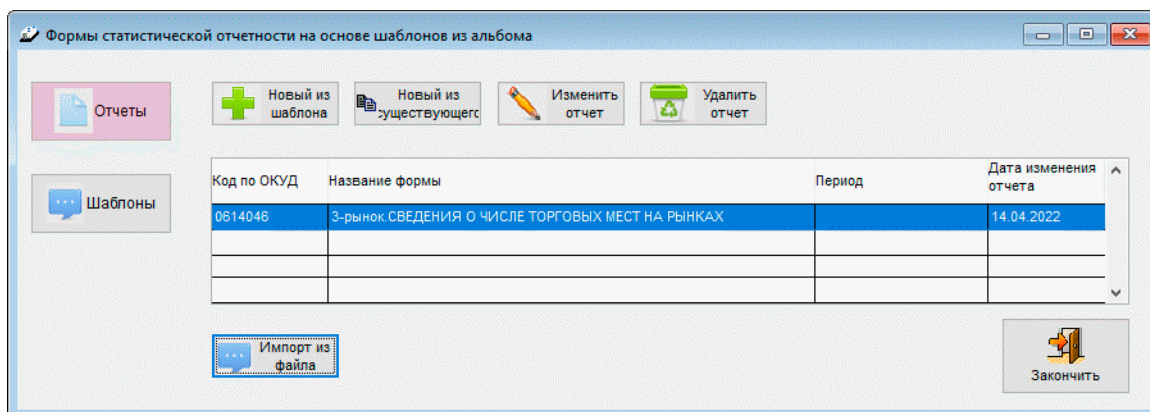 Формы статистической отчетности на основе шаблонов из альбома
Отчеты
Новый из
шаблона
Новый из
существующего
Изменить
отчет
Удалить
отчет
Шаблоны
Код по ОКУД
Название формы
Период
Дата изменения
отчета
0614046
3-рынок.СВЕДЕНИЯ О ЧИСЛЕ ТОРГОВЫХ МЕСТ НА РЫНКАХ
14.04.2022
Импорт из
файла
Закончить